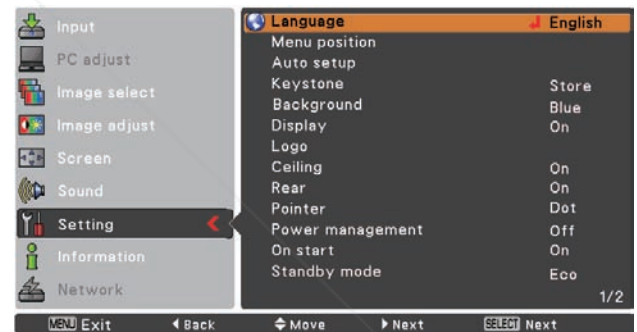 Input
PC adjust
Image select
Image adjust
Screen
Sound
Setting
Information
Network
Language English
Menu position
Auto setup
Keystone Store
Background Blue
Display On
Logo
Ceiling On
Rear On
Pointer Dot
Power management Off
On start On
Standby mode Eco
1/2
MENU Exit Back Move Next SELECT Next